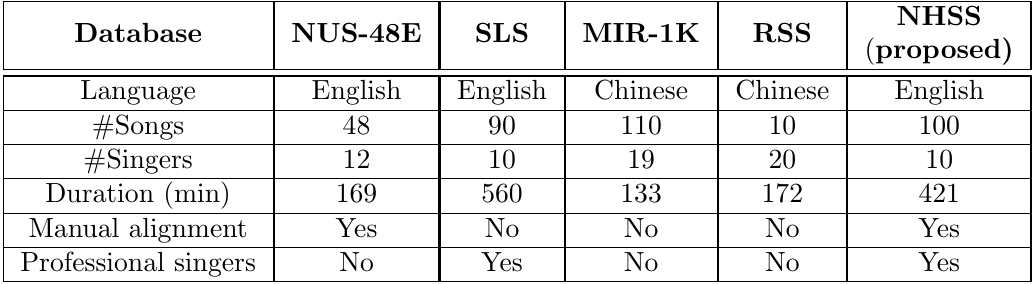 Database NUS-48E SLS MIR-1K RSS NHSS (proposed)
Language English English Chinese Chinese English
#Songs 48 90 110 10 100
#Singers 12 10 19 20 10
Duration (min) 169 560 133 172 421
Manual alignment Yes No No No Yes
Professional singers No Yes No No Yes